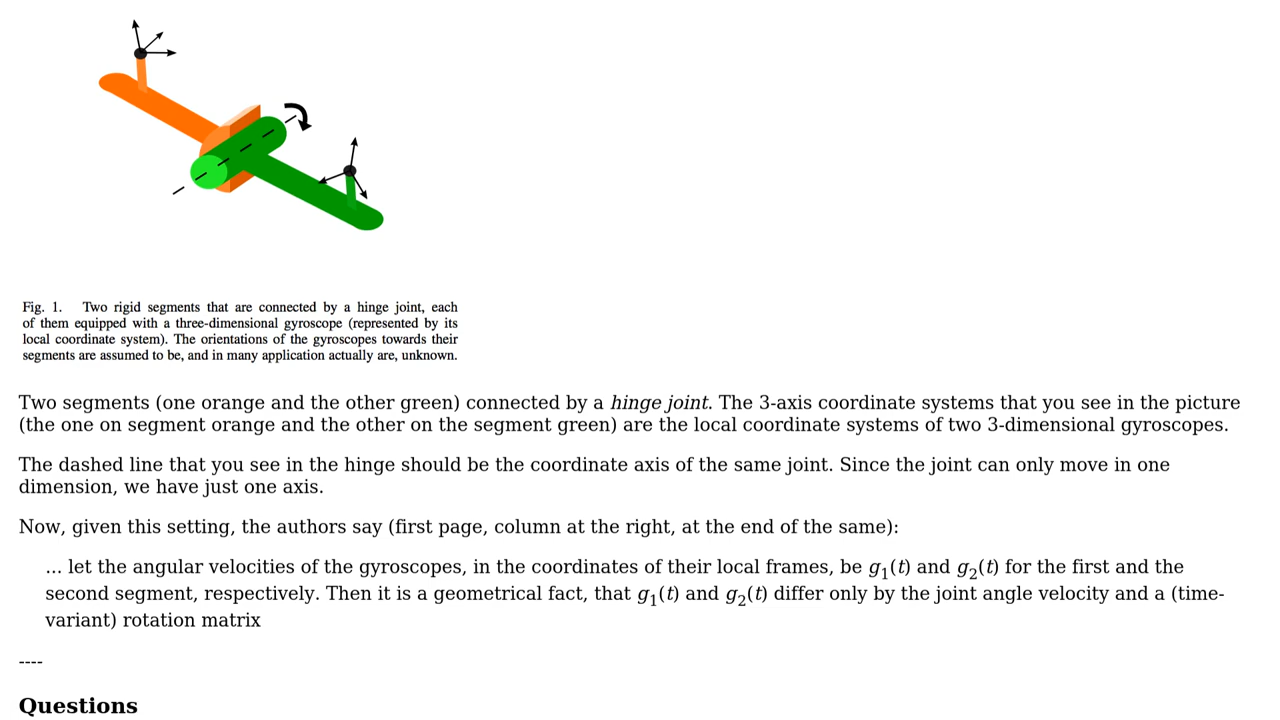 Fig. 1. Two rigid segments that are connected by a hinge joint, each
of them equipped with a three-dimensional gyroscope (represented by its
local coordinate system). The orientations of the gyroscopes towards their
segments are assumed to be, and in many application actually are, unknown.
Two segments (one orange and the other green) connected by a hinge joint. The 3-axis coordinate systems that you see in the picture
(the one on segment orange and the other on the segment green) are the local coordinate systems of two 3-dimensional gyroscopes.
The dashed line that you see in the hinge should be the coordinate axis of the same joint. Since the joint can only move in one
dimension, we have just one axis.
Now, given this setting, the authors say (first page, column at the right, at the end of the same):
... let the angular velocities of the gyroscopes, in the coordinates of their local frames, be g₁(t) and g₂(t) for the first and the
second segment, respectively. Then it is a geometrical fact, that g₁(t) and g₂(t) differ only by the joint angle velocity and a (time-
variant) rotation matrix
----
Questions